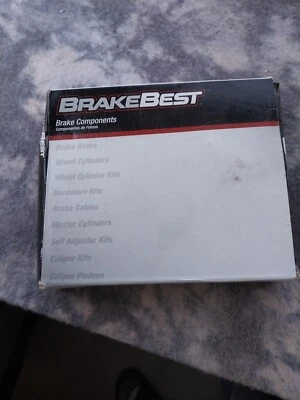 BRAKEBEST
Brake Components
Componentes de Frenos
Brake Hoses
Wheel Cylinders
Wheel Cylinder Kits
Hardware Kits
Brake Cables
Master Cylinders
Self Adjuster Kits
Caliper Kits
Caliper Pistons